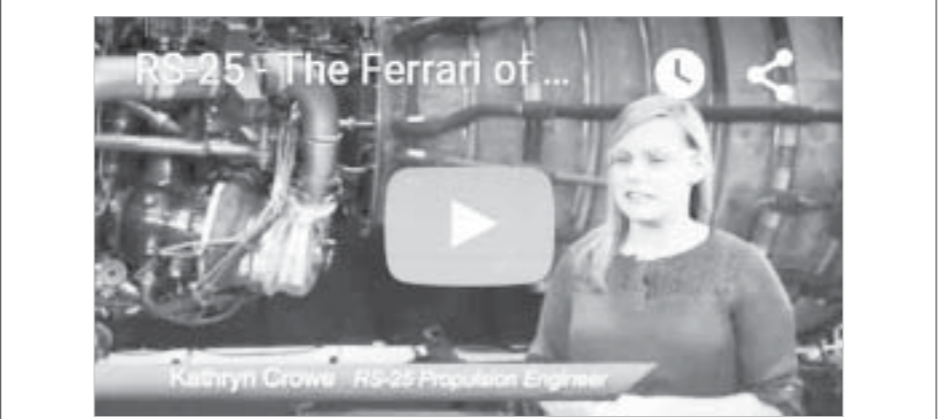 RS-25 - The Ferrari of ...
Kathryn Crowe RS-25 Propulsion Engineer